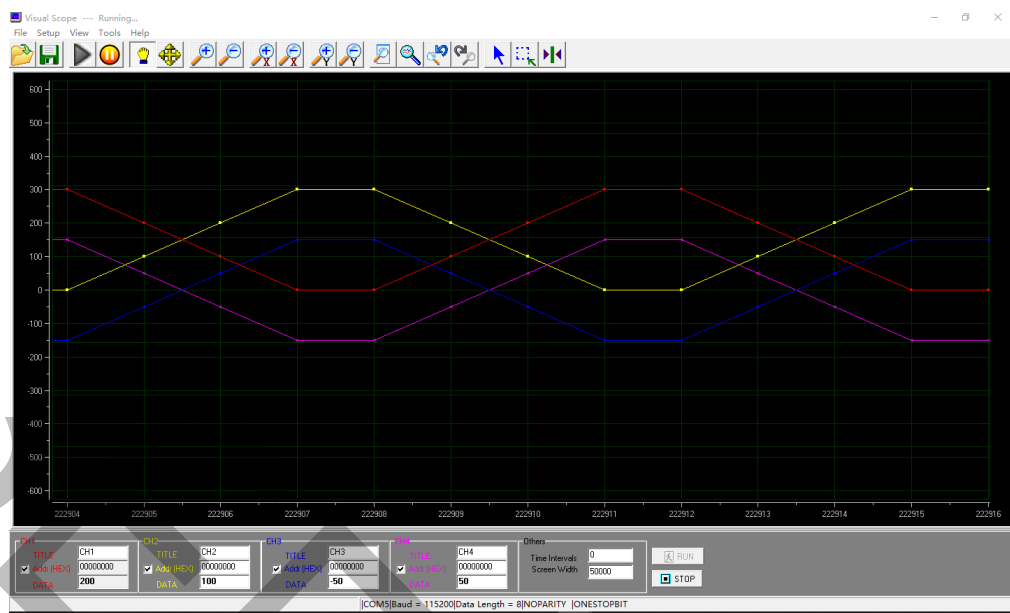 Visual Scope --- Running...
File Setup View Tools Help
X X Y Y
600
500
400
300
200
100
0
-100
-200
-300
-400
-500
-600
222904 222905 222906 222907 222908 222909 222910 222911 222912 222913 222914 222915 222916
CH1 CH2 CH3 CH4 Others
TITLE CH1 TITLE CH2 TITLE CH3 TITLE CH4 Time Intervals 0 RUN
Addr (HEX) 00000000 Addr (HEX) 00000000 Addr (HEX) 00000000 Addr (HEX) 00000000 Screen Width 50000
DATA 200 DATA 100 DATA -50 DATA 50 STOP
|COM5|Baud = 115200|Data Length = 8|NOPARITY |ONESTOPBIT